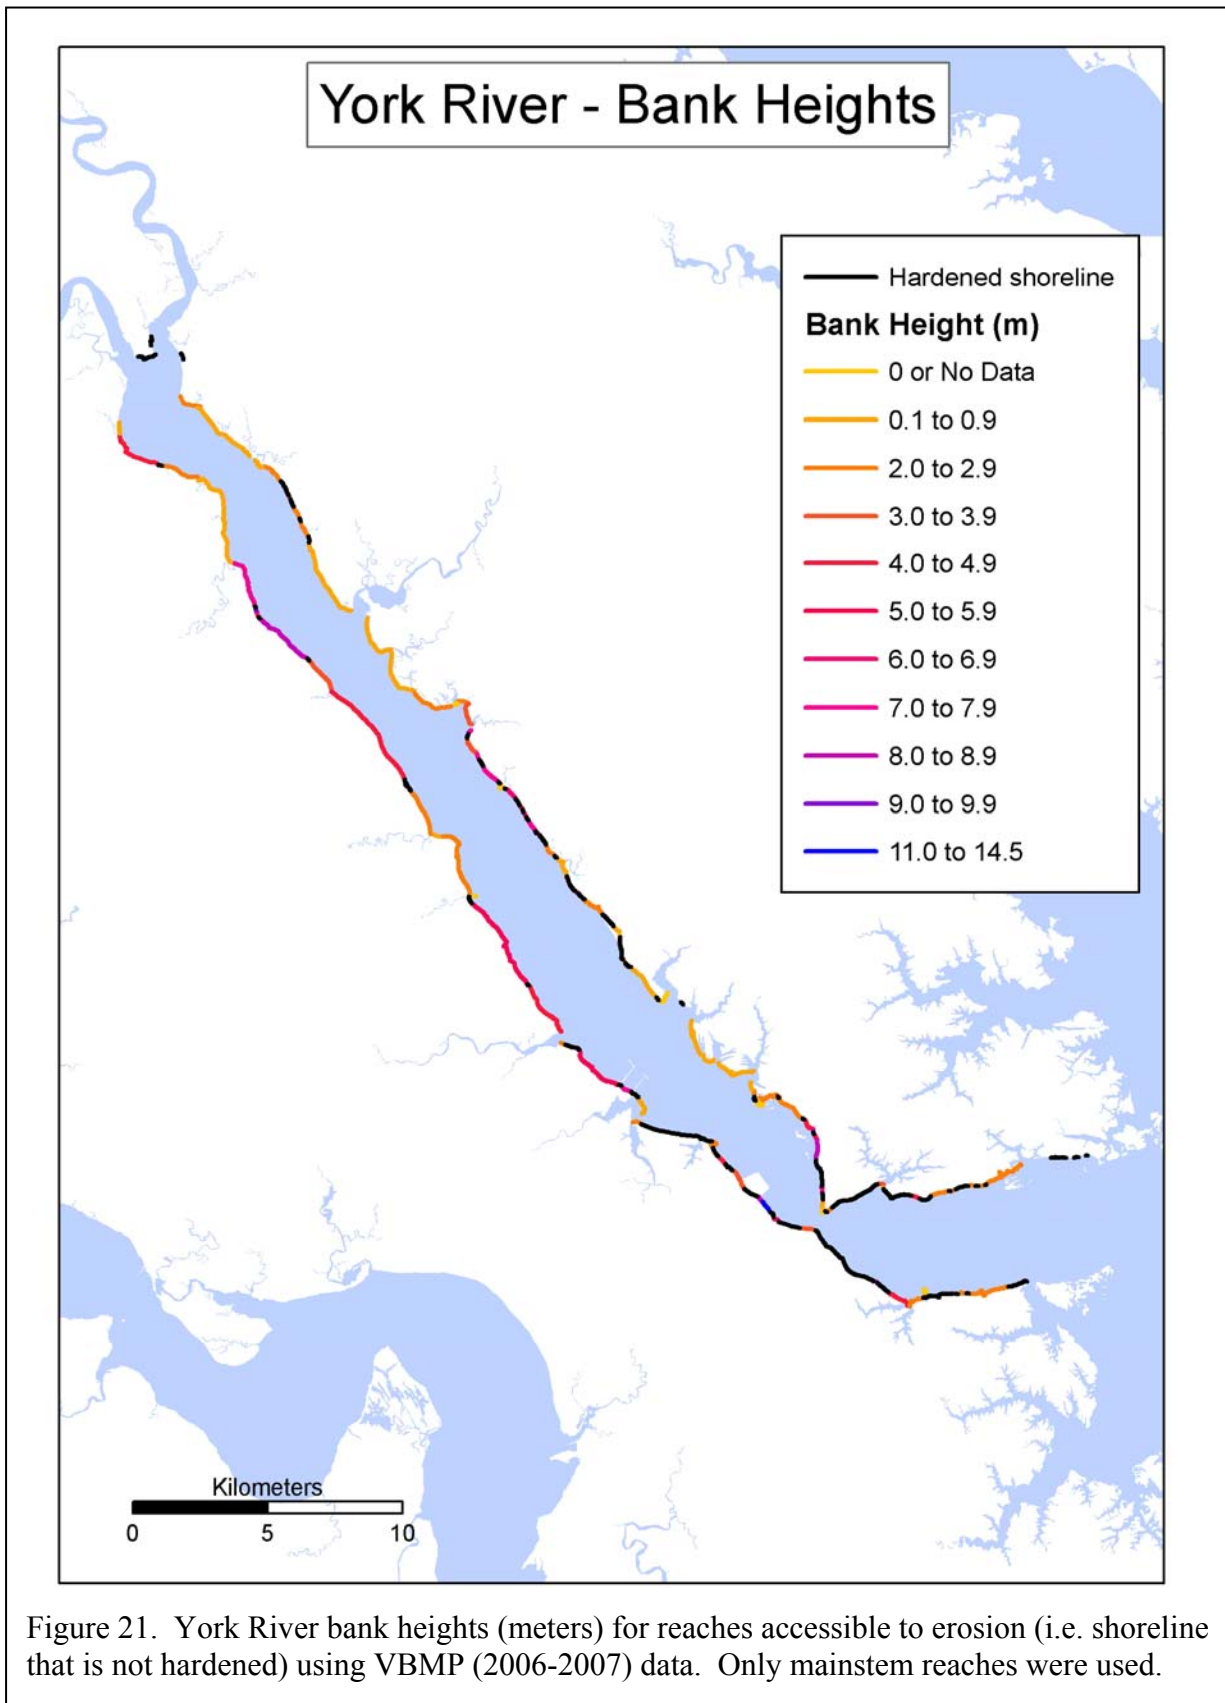 York River - Bank Heights
Hardened shoreline
Bank Height (m)
0 or No Data
0.1 to 0.9
2.0 to 2.9
3.0 to 3.9
4.0 to 4.9
5.0 to 5.9
6.0 to 6.9
7.0 to 7.9
8.0 to 8.9
9.0 to 9.9
11.0 to 14.5
Kilometers
0 5 10
Figure 21. York River bank heights (meters) for reaches accessible to erosion (i.e. shoreline
that is not hardened) using VBMP (2006-2007) data. Only mainstem reaches were used.